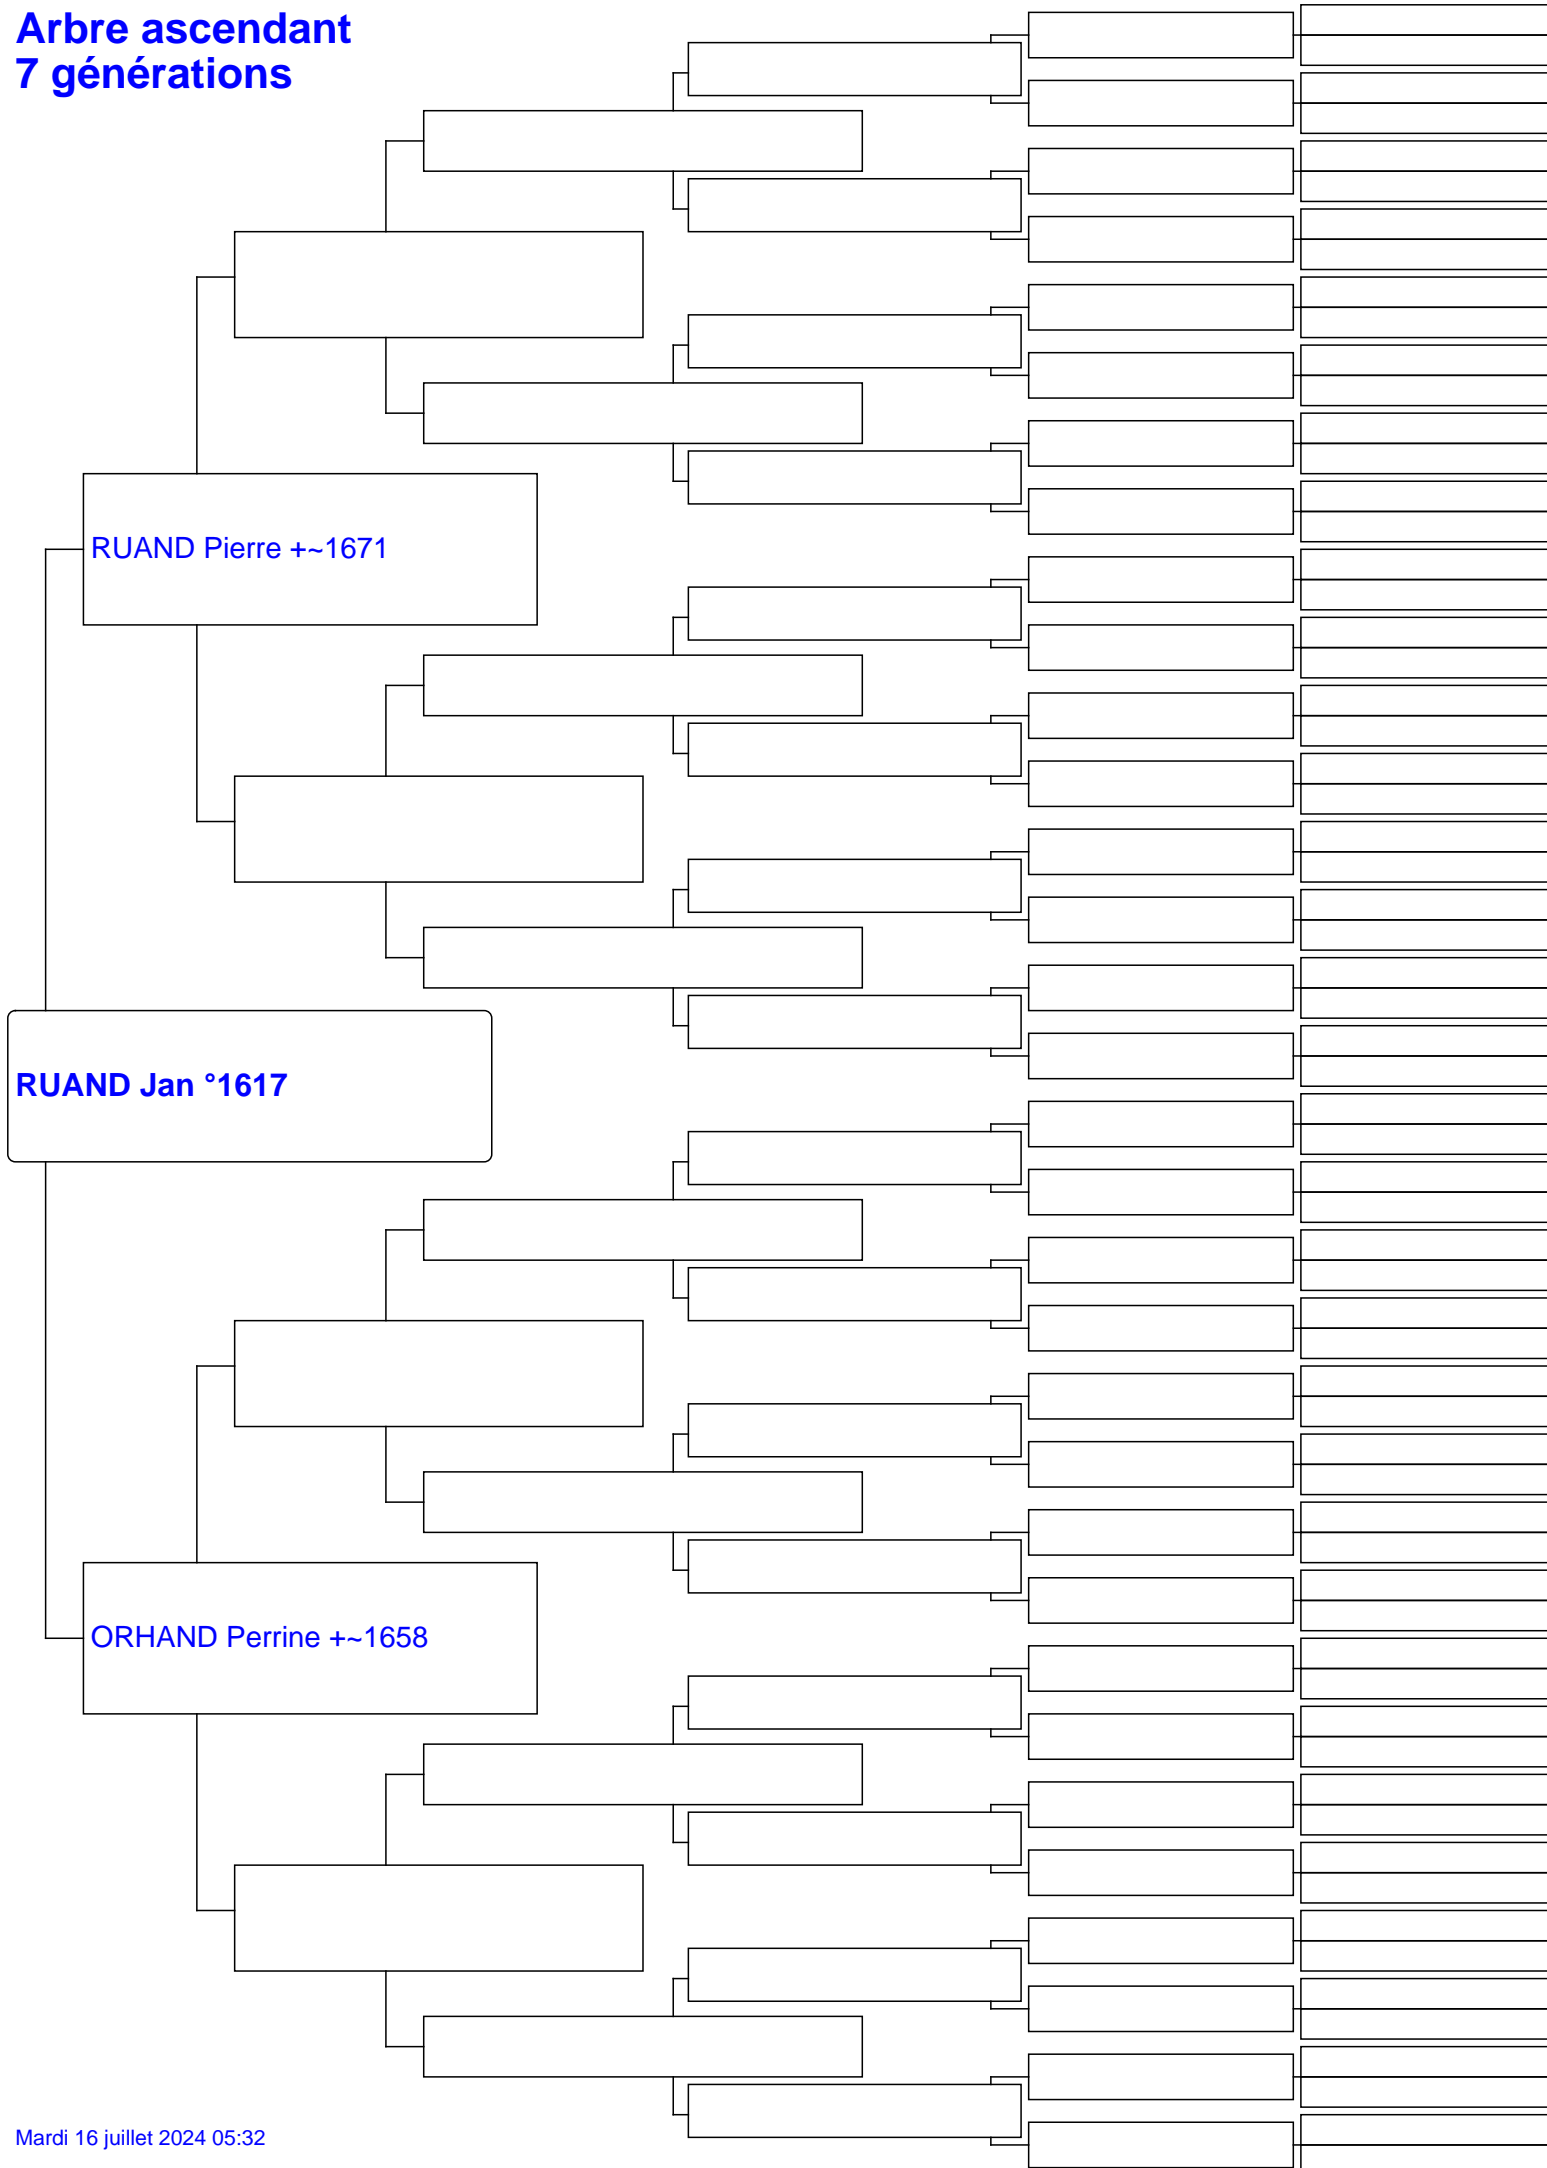 Arbre ascendant
7 générations
RUAND Pierre +~1671
RUAND Jan °1617
ORHAND Perrine +~1658
Mardi 16 juillet 2024 05:32